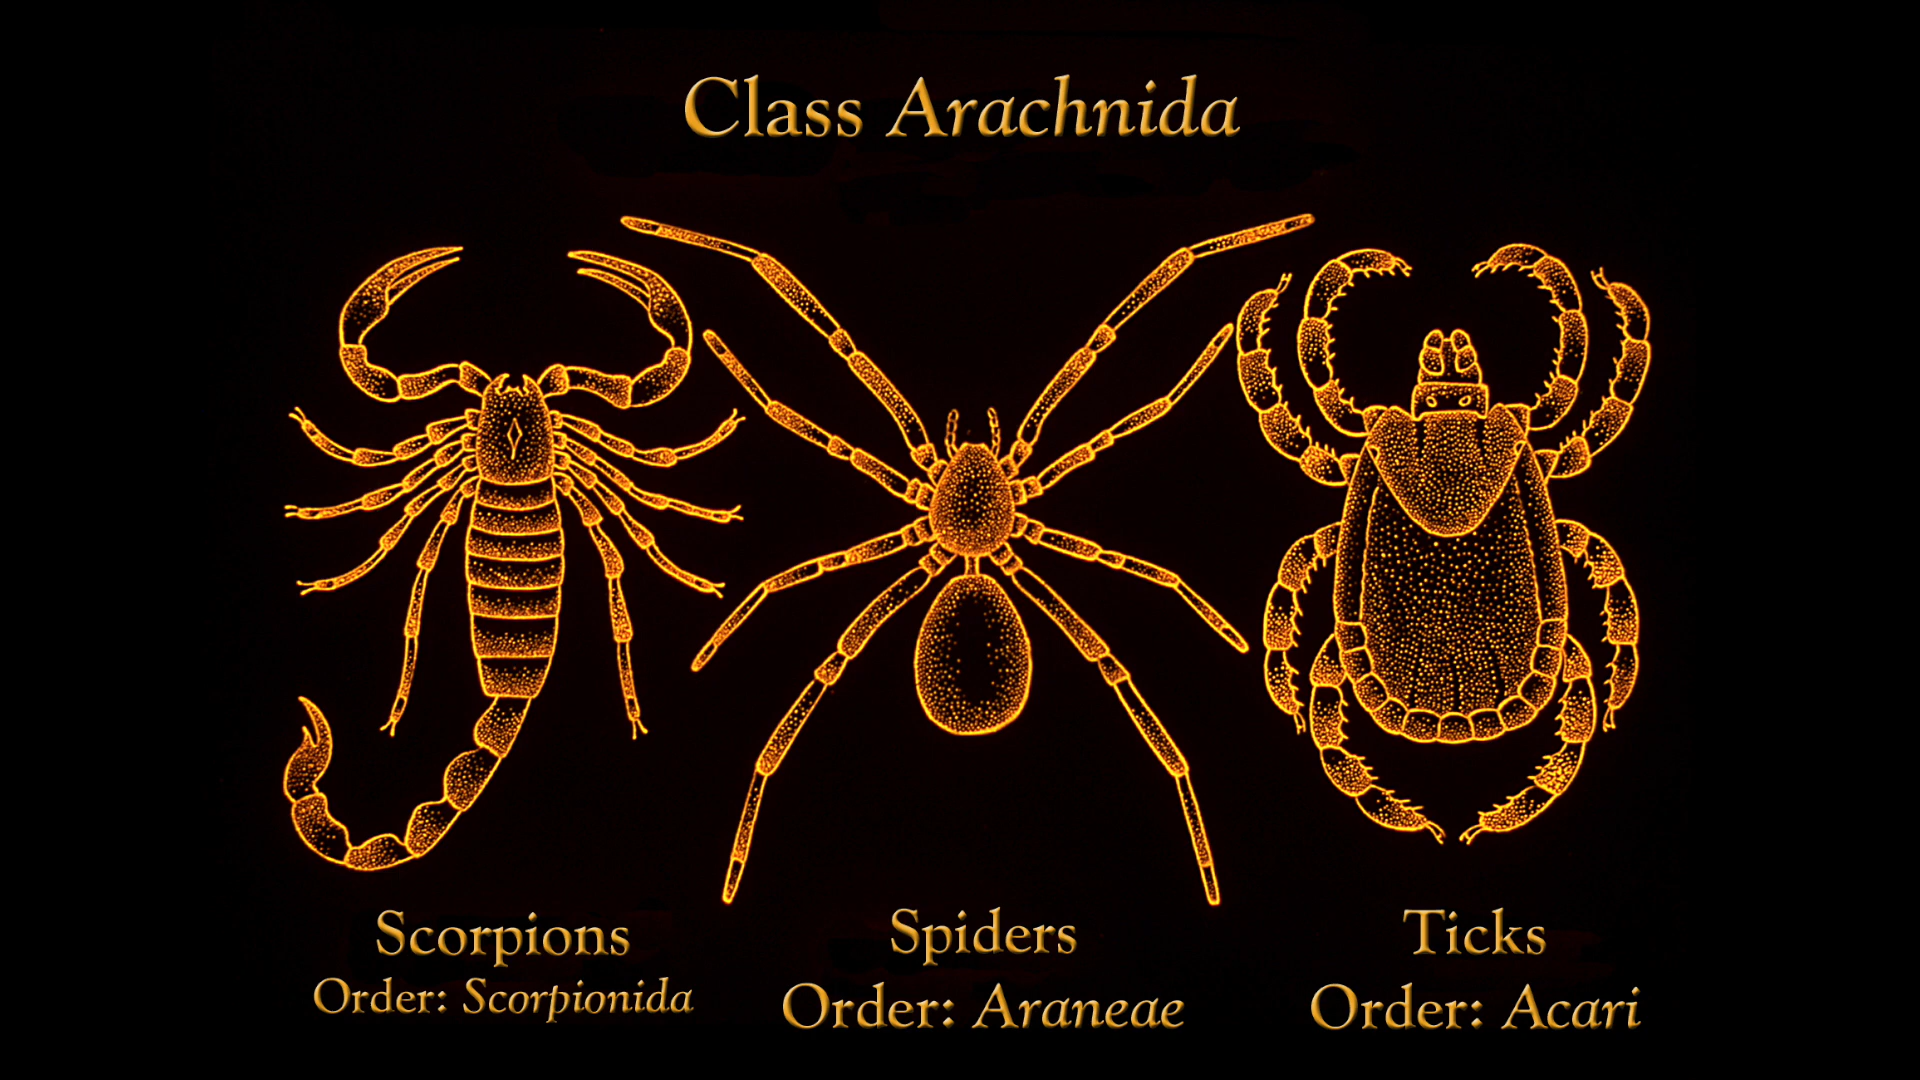 Class Arachnida
Scorpions
Order: Scorpionida
Spiders
Order: Araneae
Ticks
Order: Acari